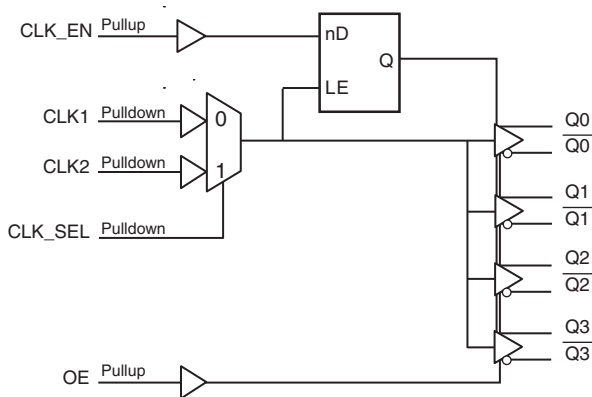 CLK_EN Pullup
nD
Q
LE
CLK1 Pulldown
0
CLK2 Pulldown
1
CLK_SEL Pulldown
Q0
Q0
Q1
Q1
Q2
Q2
Q3
Q3
OE Pullup